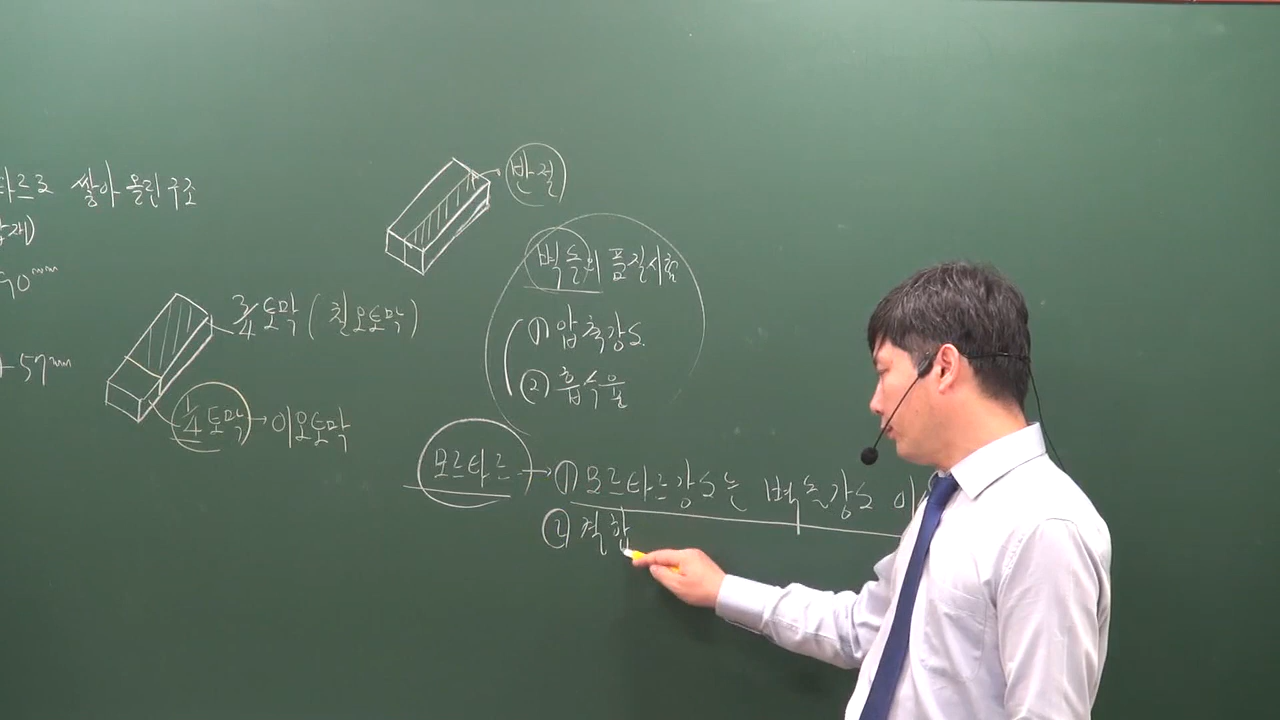 타르로 쌓아 올린 구조
재)
90mm
57mm
반절
3/4 토막 (칠오토막)
1/4 토막 → 이오토막
벽돌의 품질시험
① 압축강도
② 흡수율
모르타르 → ① 모르타르강도는 벽돌강도 이
② 적합